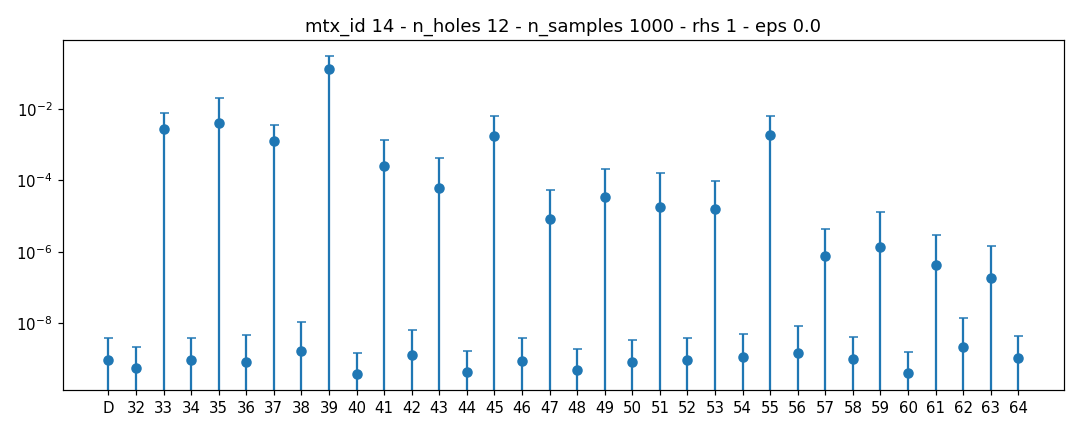 mtx_id 14 - n_holes 12 - n_samples 1000 - rhs 1 - eps 0.0
10⁻²
10⁻⁴
10⁻⁶
10⁻⁸
D 32 33 34 35 36 37 38 39 40 41 42 43 44 45 46 47 48 49 50 51 52 53 54 55 56 57 58 59 60 61 62 63 64